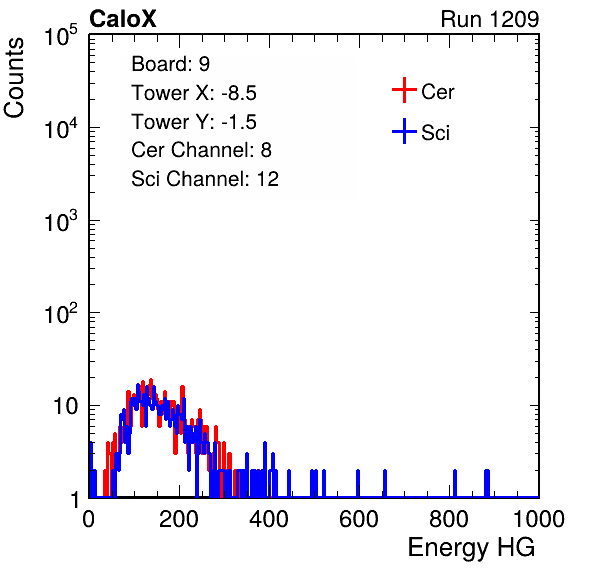 CaloX Run 1209
Counts
10^5
10^4
10^3
10^2
10
1
Board: 9
Tower X: -8.5
Tower Y: -1.5
Cer Channel: 8
Sci Channel: 12
Cer
Sci
0 200 400 600 800 1000
Energy HG